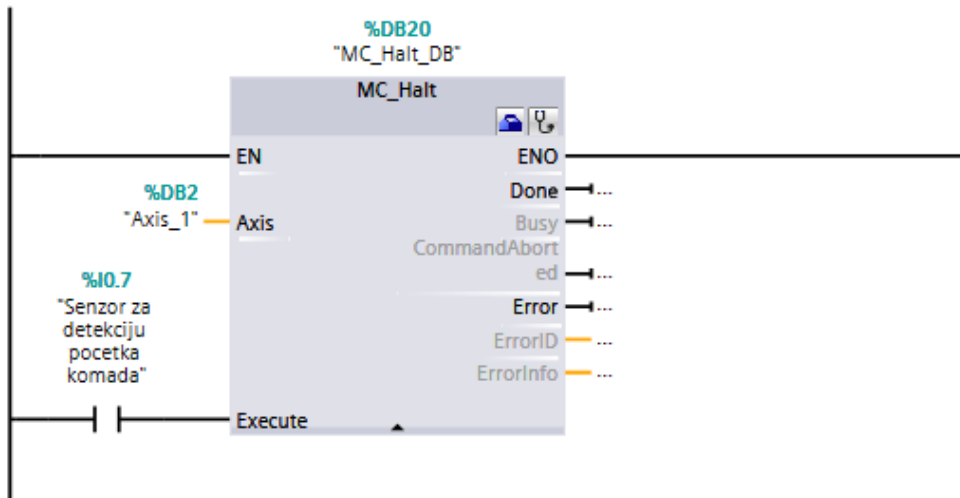 %DB20
"MC_Halt_DB"
MC_Halt
EN
ENO
%DB2
"Axis_1"
Axis
Done
...
Busy
...
CommandAbort
ed
...
%I0.7
"Senzor za
detekciju
pocetka
komada"
Error
...
ErrorID
...
ErrorInfo
...
Execute